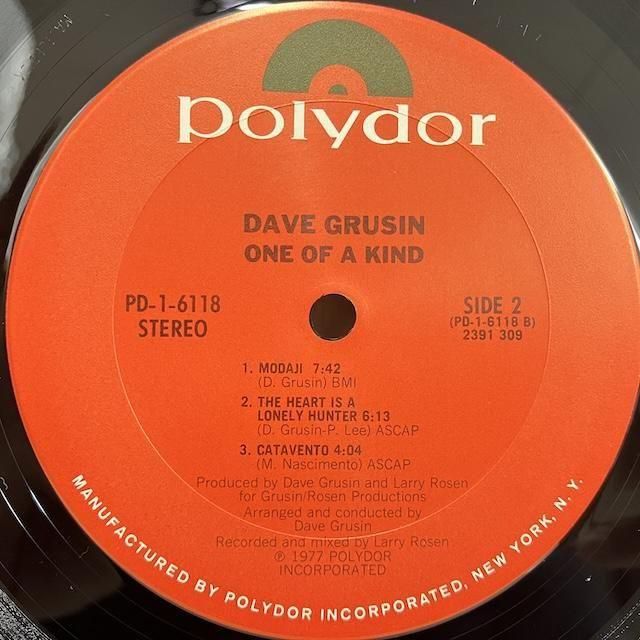 polydor
DAVE GRUSIN
ONE OF A KIND
PD-1-6118
STEREO
SIDE 2
(PD-1-6118 B)
2391 309
1. MODAJI 7:42
(D. Grusin) BMI
2. THE HEART IS A
LONELY HUNTER 6:13
(D. Grusin-P. Lee) ASCAP
3. CATAVENTO 4:04
(M. Nascimento) ASCAP
Produced by Dave Grusin and Larry Rosen
for Grusin/Rosen Productions
Arranged and conducted by
Dave Grusin
Recorded and mixed by Larry Rosen
℗ 1977 POLYDOR
INCORPORATED
MANUFACTURED BY POLYDOR INCORPORATED, NEW YORK, N. Y.